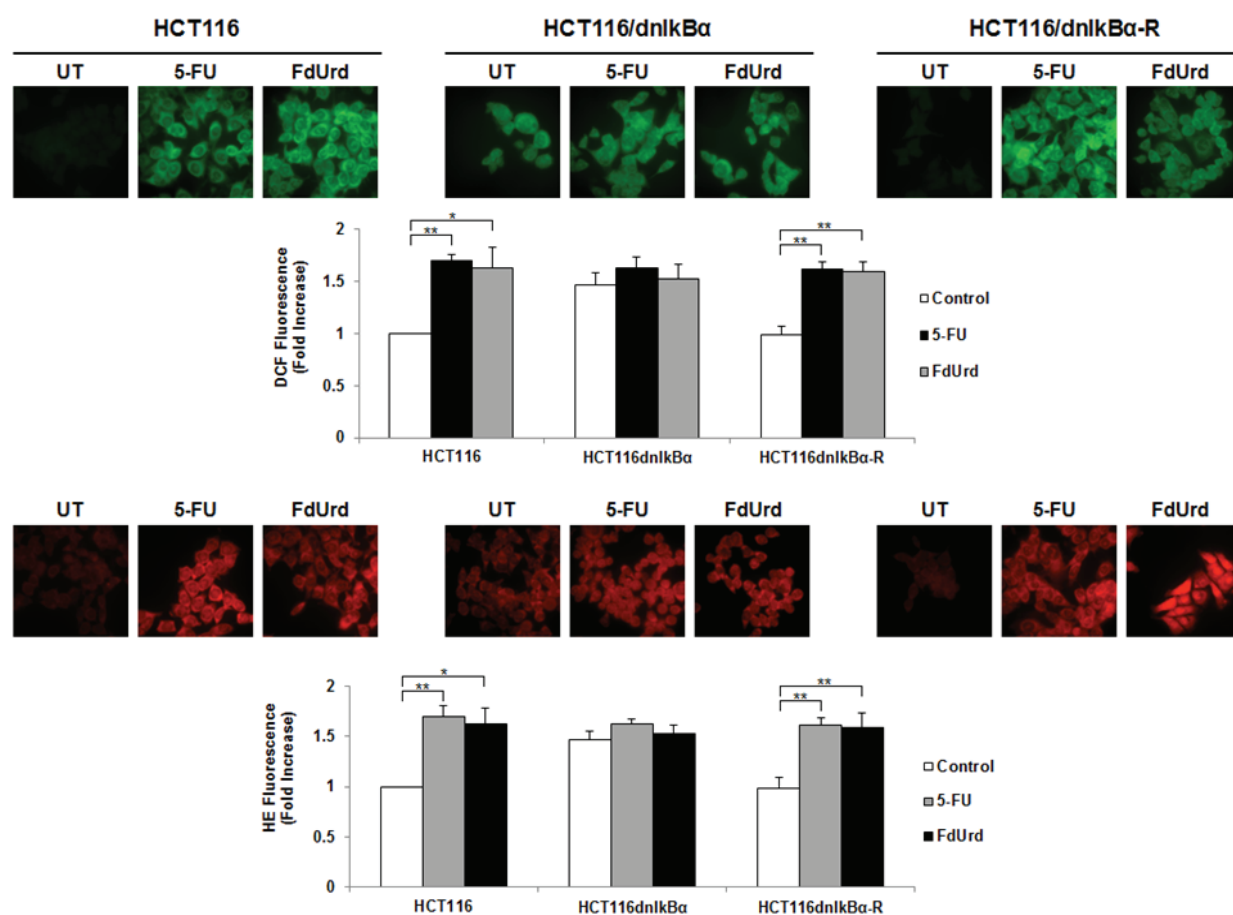 HCT116 HCT116/dnIkBα HCT116/dnIkBα-R
UT 5-FU FdUrd UT 5-FU FdUrd UT 5-FU FdUrd
DCF Fluorescence
(Fold Increase)
2
1.5
1
0.5
0
*
**
**
**
HCT116 HCT116dnIkBα HCT116dnIkBα-R
Control
5-FU
FdUrd
UT 5-FU FdUrd UT 5-FU FdUrd UT 5-FU FdUrd
HE Fluorescence
(Fold Increase)
2
1.5
1
0.5
0
*
**
**
**
HCT116 HCT116dnIkBα HCT116dnIkBα-R
Control
5-FU
FdUrd